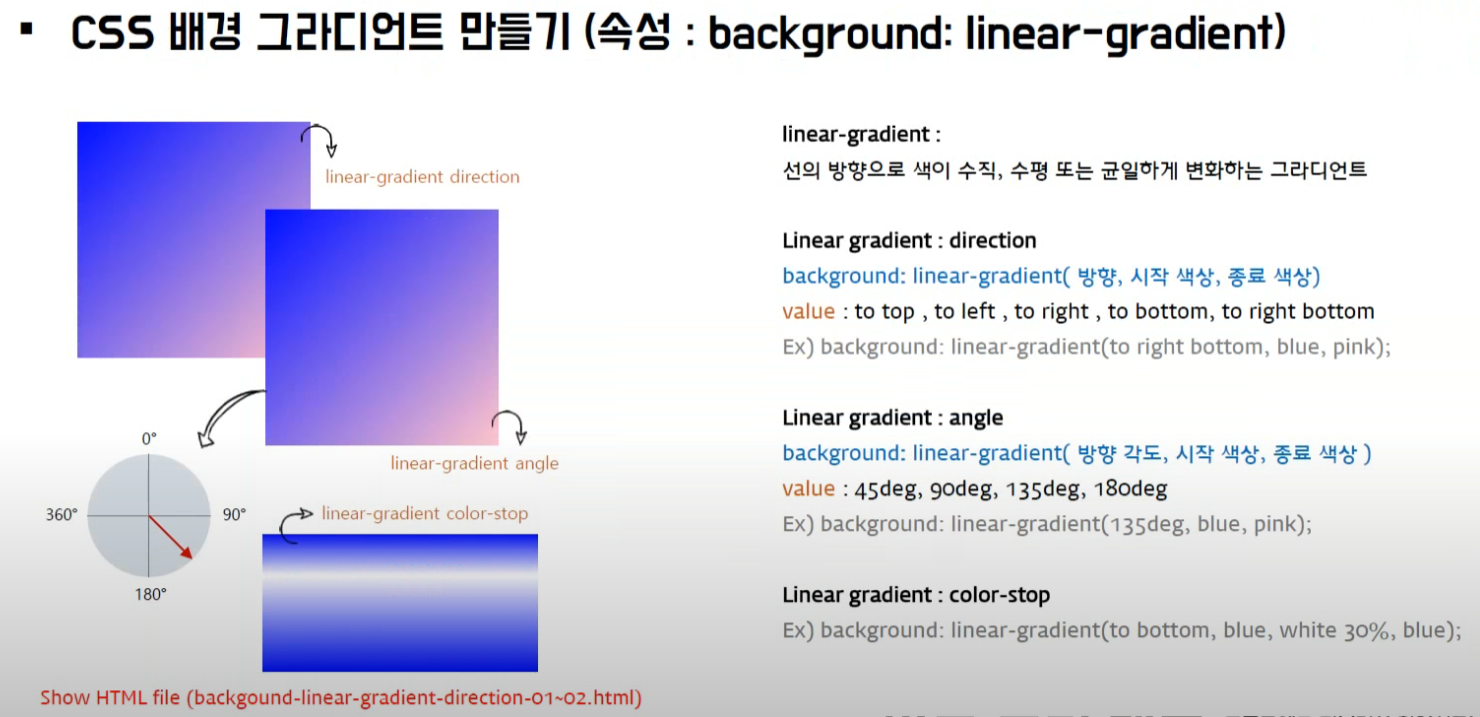 ▪ CSS 배경 그라디언트 만들기 (속성 : background: linear-gradient)
linear-gradient direction
linear-gradient angle
0°
360°
90°
180°
linear-gradient color-stop
Show HTML file (backgound-linear-gradient-direction-01~02.html)
linear-gradient :
선의 방향으로 색이 수직, 수평 또는 균일하게 변화하는 그라디언트
Linear gradient : direction
background: linear-gradient( 방향, 시작 색상, 종료 색상)
value : to top , to left , to right , to bottom, to right bottom
Ex) background: linear-gradient(to right bottom, blue, pink);
Linear gradient : angle
background: linear-gradient( 방향 각도, 시작 색상, 종료 색상 )
value : 45deg, 90deg, 135deg, 180deg
Ex) background: linear-gradient(135deg, blue, pink);
Linear gradient : color-stop
Ex) background: linear-gradient(to bottom, blue, white 30%, blue);